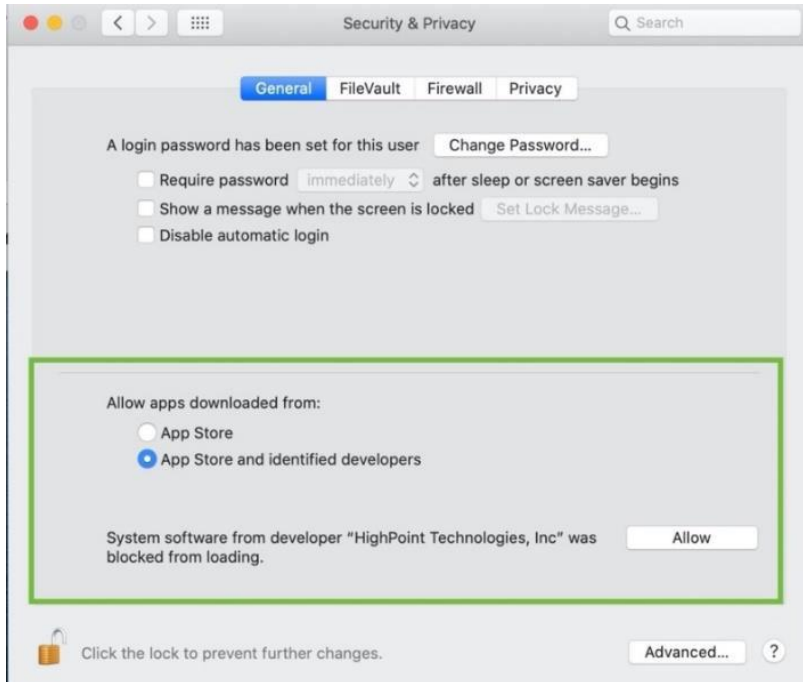 Security & Privacy
Search
General FileVault Firewall Privacy
A login password has been set for this user Change Password...
Require password immediately after sleep or screen saver begins
Show a message when the screen is locked Set Lock Message...
Disable automatic login
Allow apps downloaded from:
App Store
App Store and identified developers
System software from developer “HighPoint Technologies, Inc” was
blocked from loading.
Allow
Click the lock to prevent further changes.
Advanced... ?